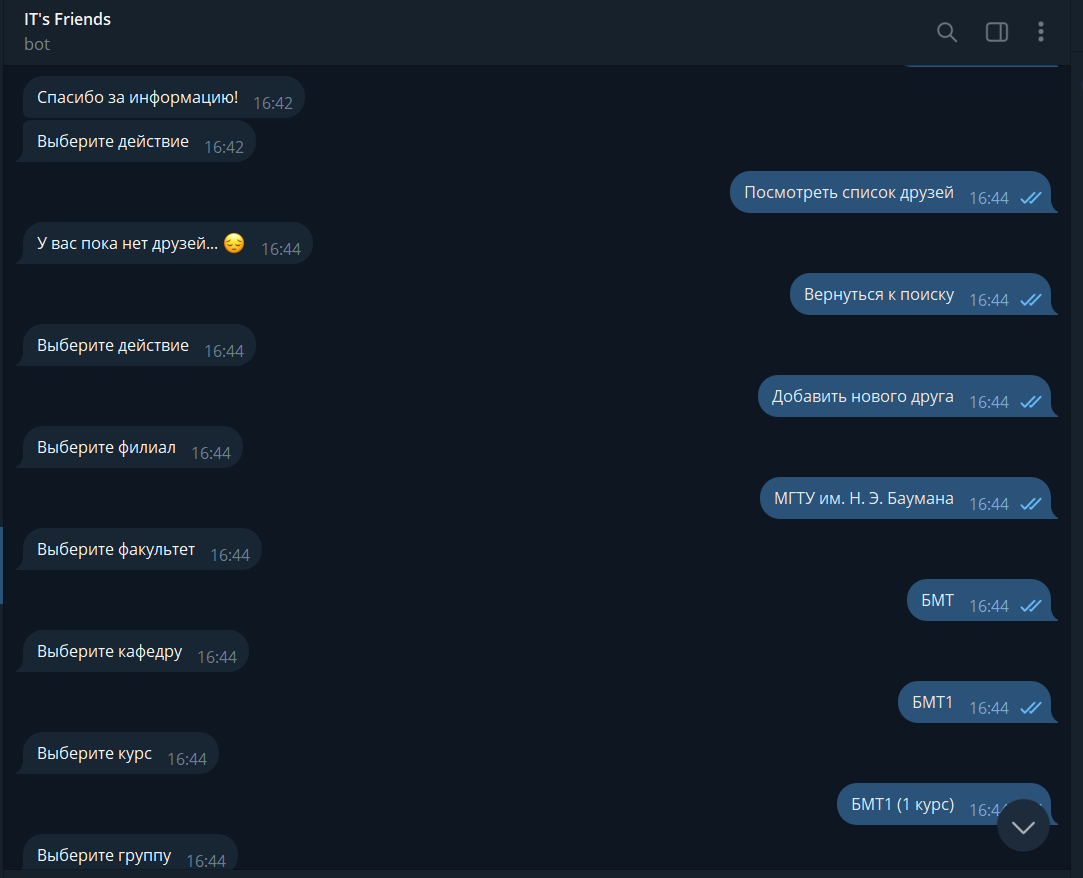 IT's Friends
bot
Спасибо за информацию! 16:42
Выберите действие 16:42
Посмотреть список друзей 16:44
У вас пока нет друзей... 😔 16:44
Вернуться к поиску 16:44
Выберите действие 16:44
Добавить нового друга 16:44
Выберите филиал 16:44
МГТУ им. Н. Э. Баумана 16:44
Выберите факультет 16:44
БМТ 16:44
Выберите кафедру 16:44
БМТ1 16:44
Выберите курс 16:44
БМТ1 (1 курс) 16:44
Выберите группу 16:44